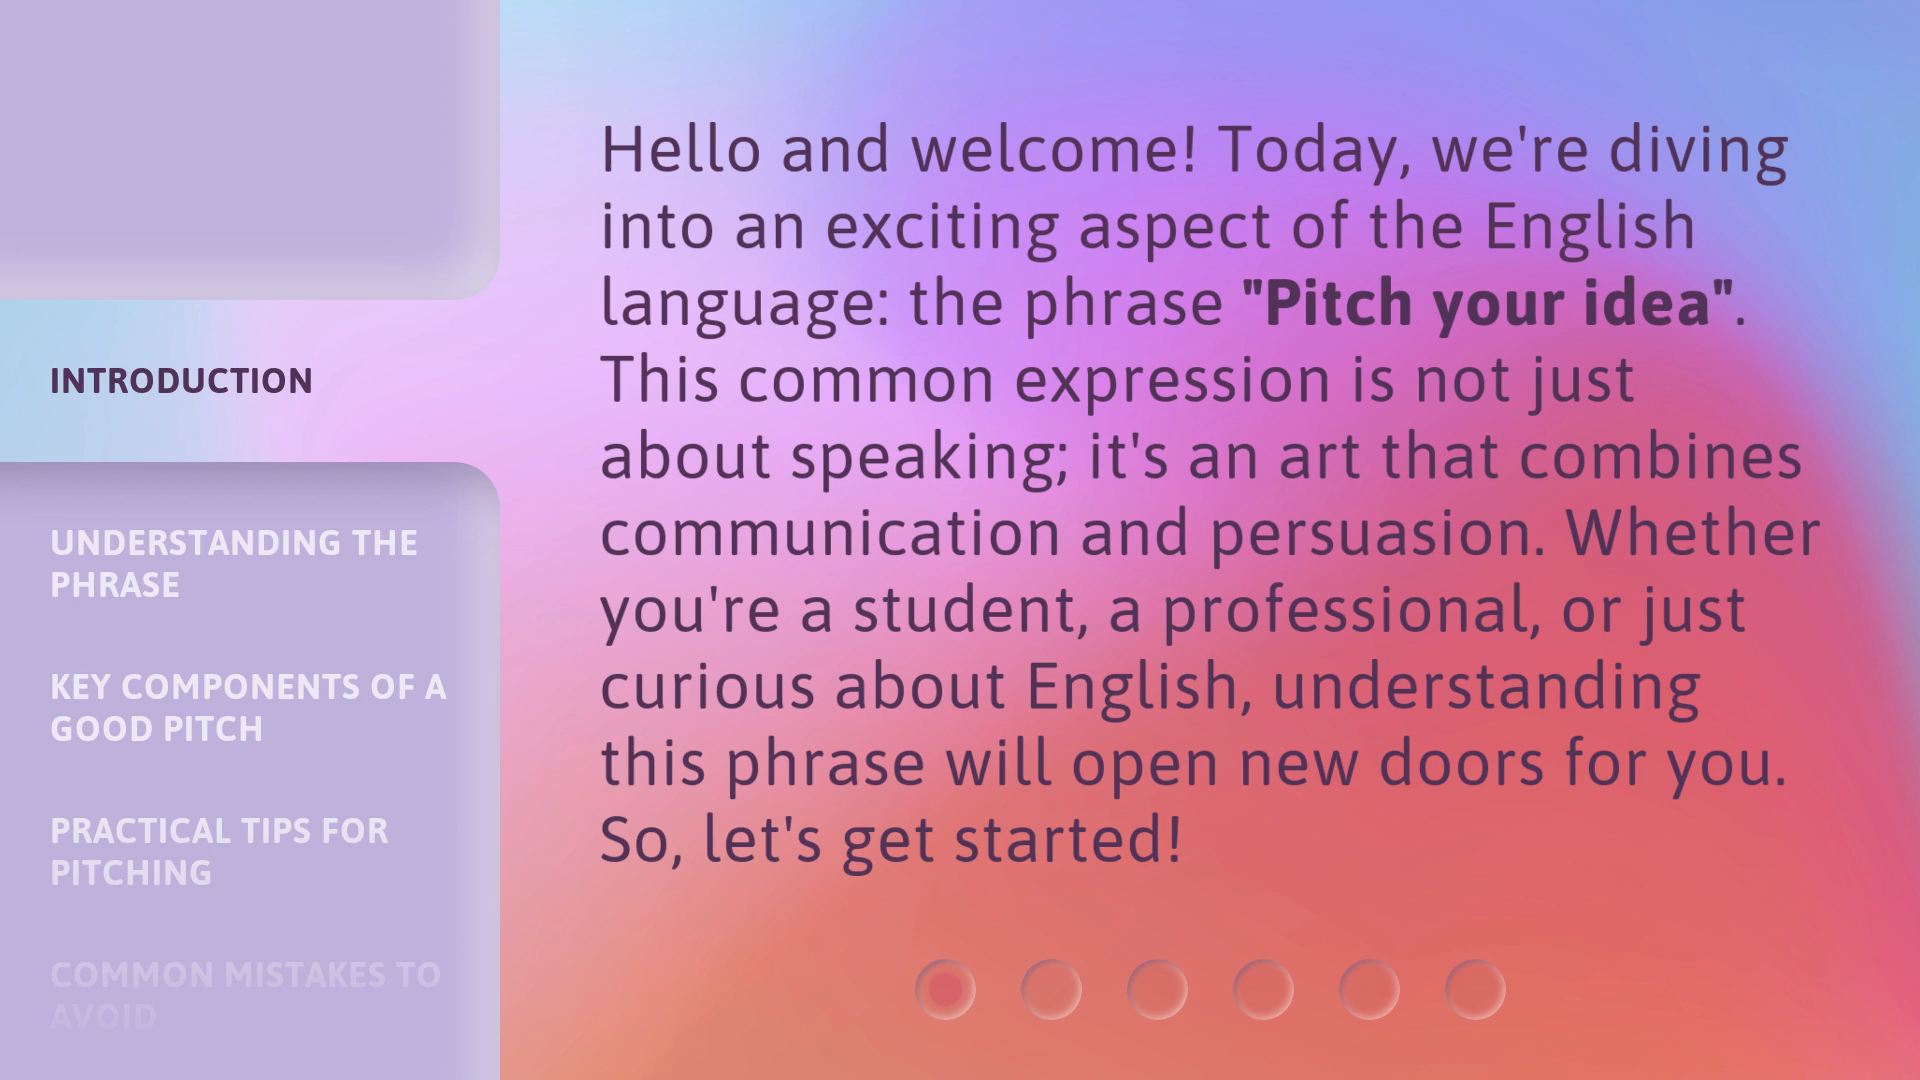 INTRODUCTION
UNDERSTANDING THE
PHRASE
KEY COMPONENTS OF A
GOOD PITCH
PRACTICAL TIPS FOR
PITCHING
COMMON MISTAKES TO
AVOID
Hello and welcome! Today, we're diving
into an exciting aspect of the English
language: the phrase "Pitch your idea".
This common expression is not just
about speaking; it's an art that combines
communication and persuasion. Whether
you're a student, a professional, or just
curious about English, understanding
this phrase will open new doors for you.
So, let's get started!